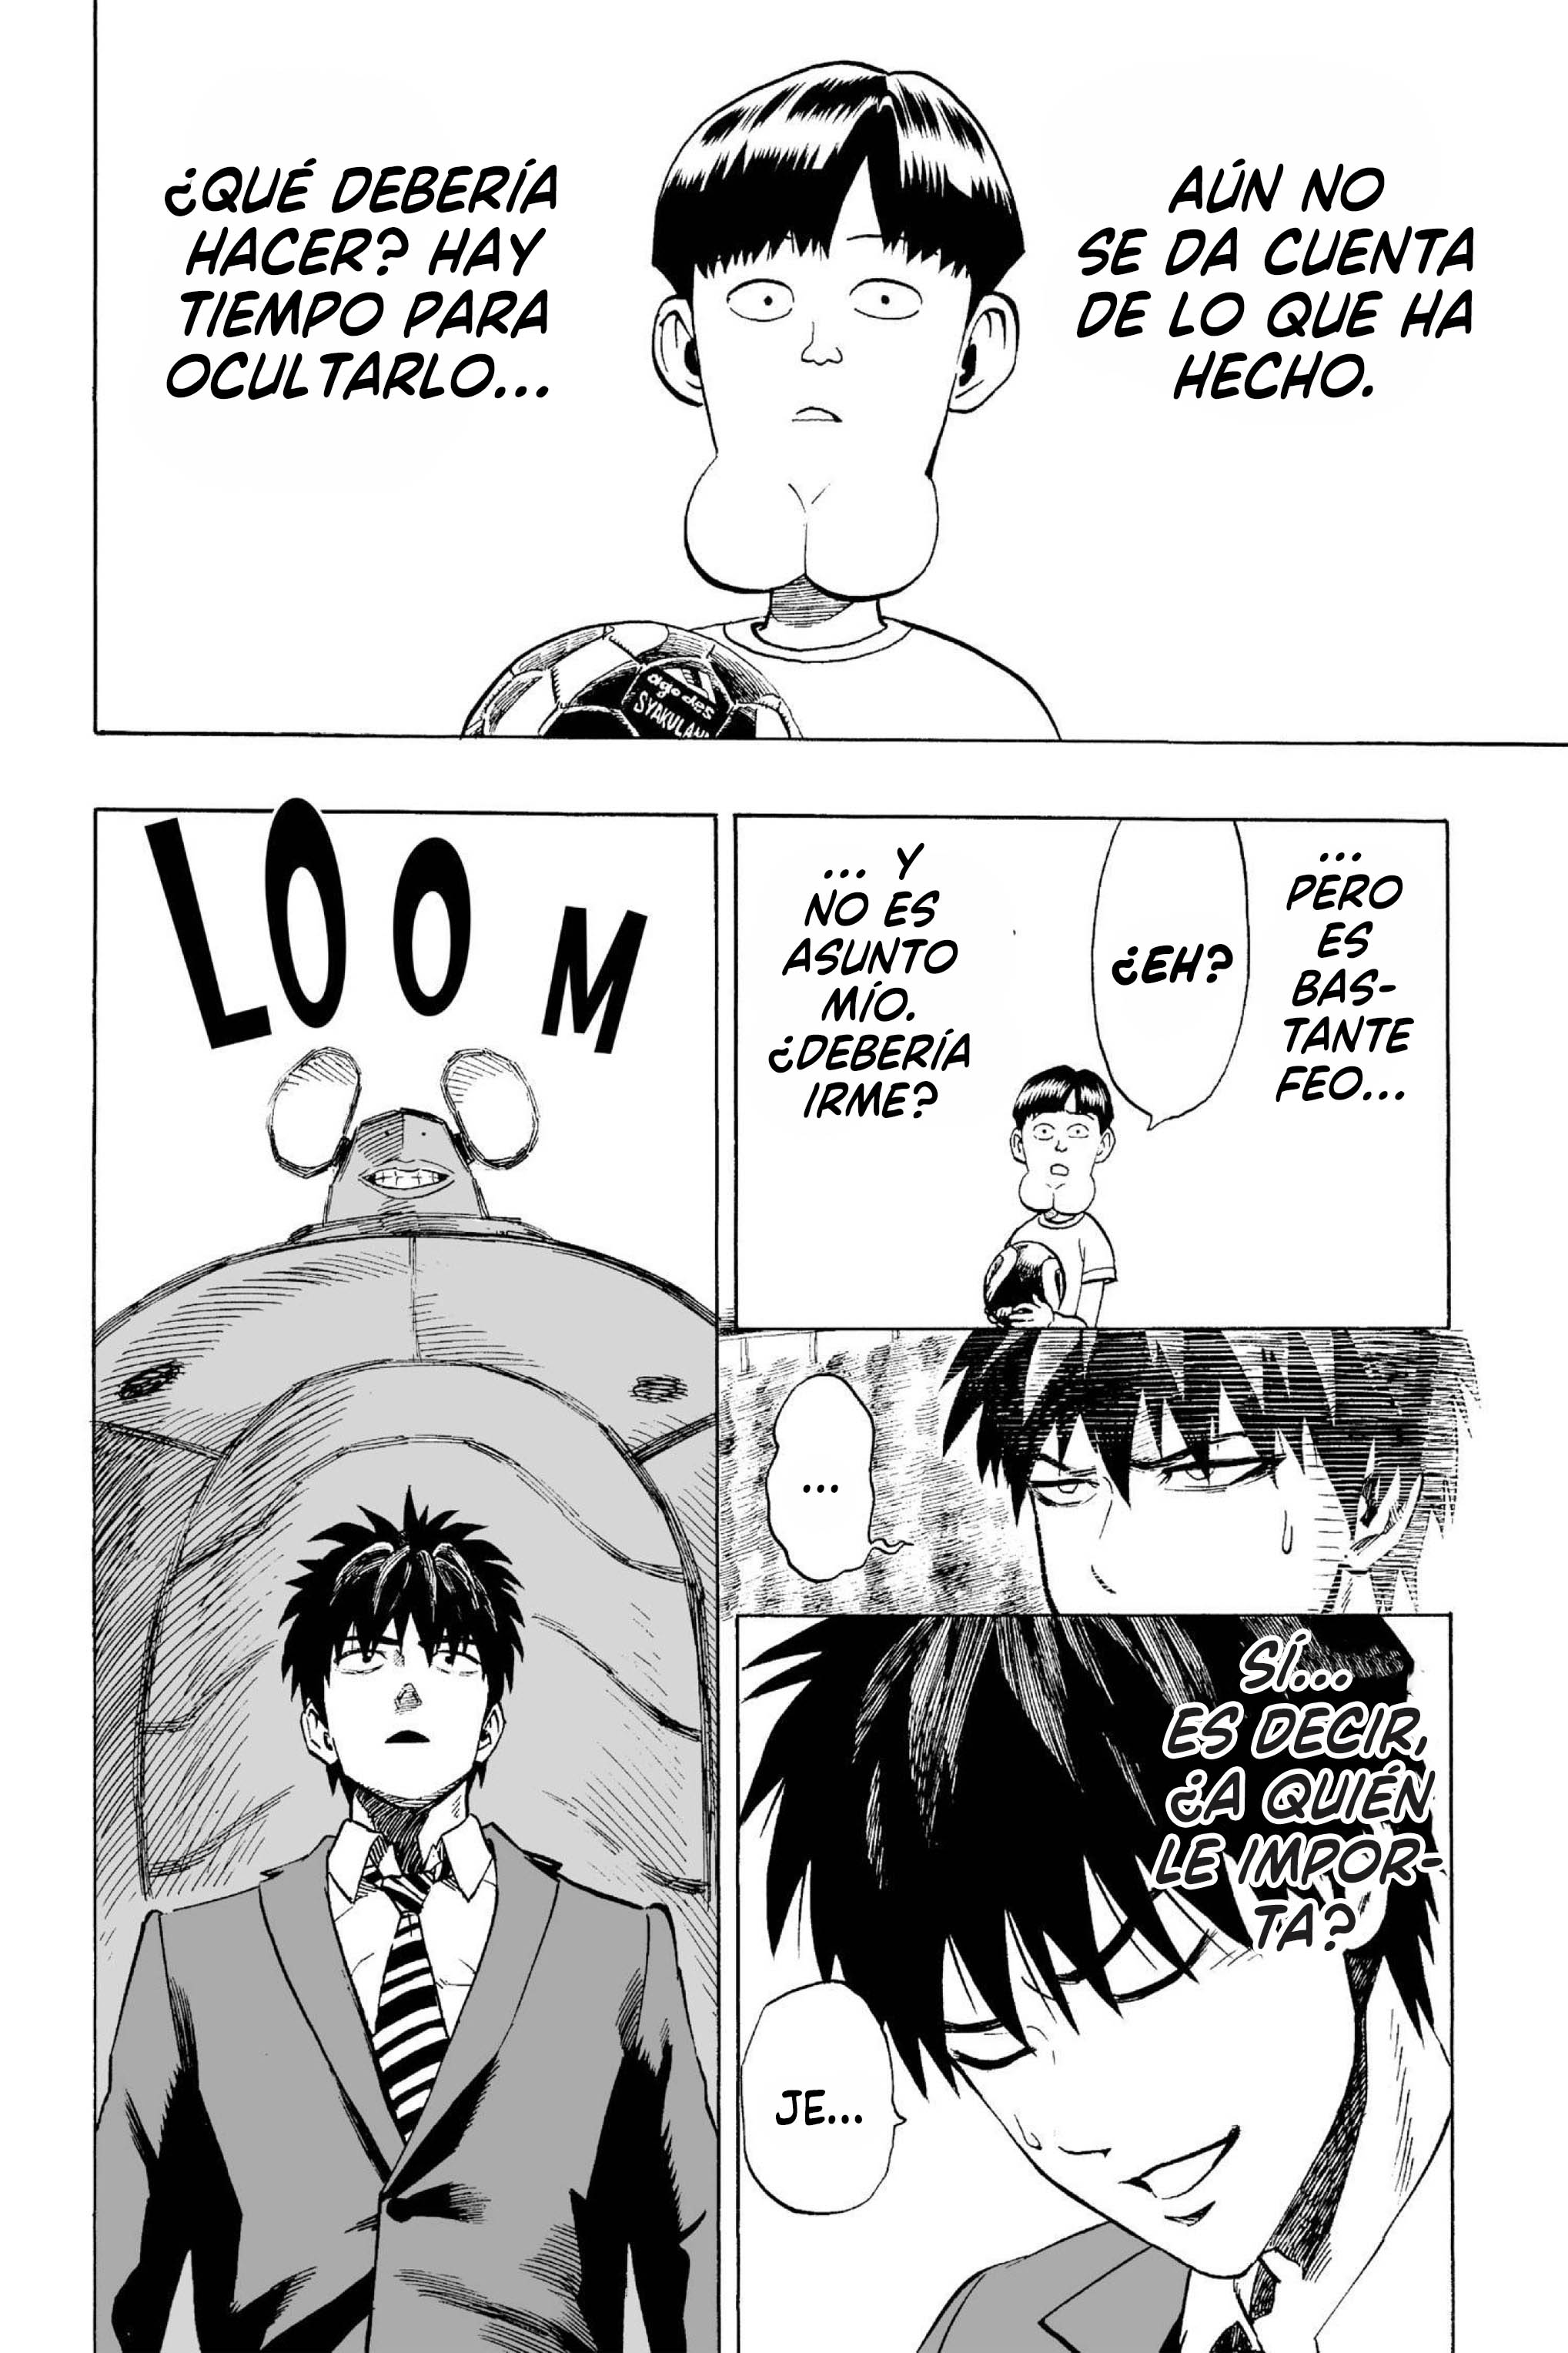 AÚN NO
SE DA CUENTA
DE LO QUE HA
HECHO.
¿QUÉ DEBERÍA
HACER? HAY
TIEMPO PARA
OCULTARLO...
SYAKULAN
...
PERO
ES
BAS-
TANTE
FEO...
¿EH?
... Y
NO ES
ASUNTO
MÍO.
¿DEBERÍA
IRME?
...
SÍ...
ES DECIR,
¿A QUIÉN
LE IMPOR-
TA?
JE...
LOOM